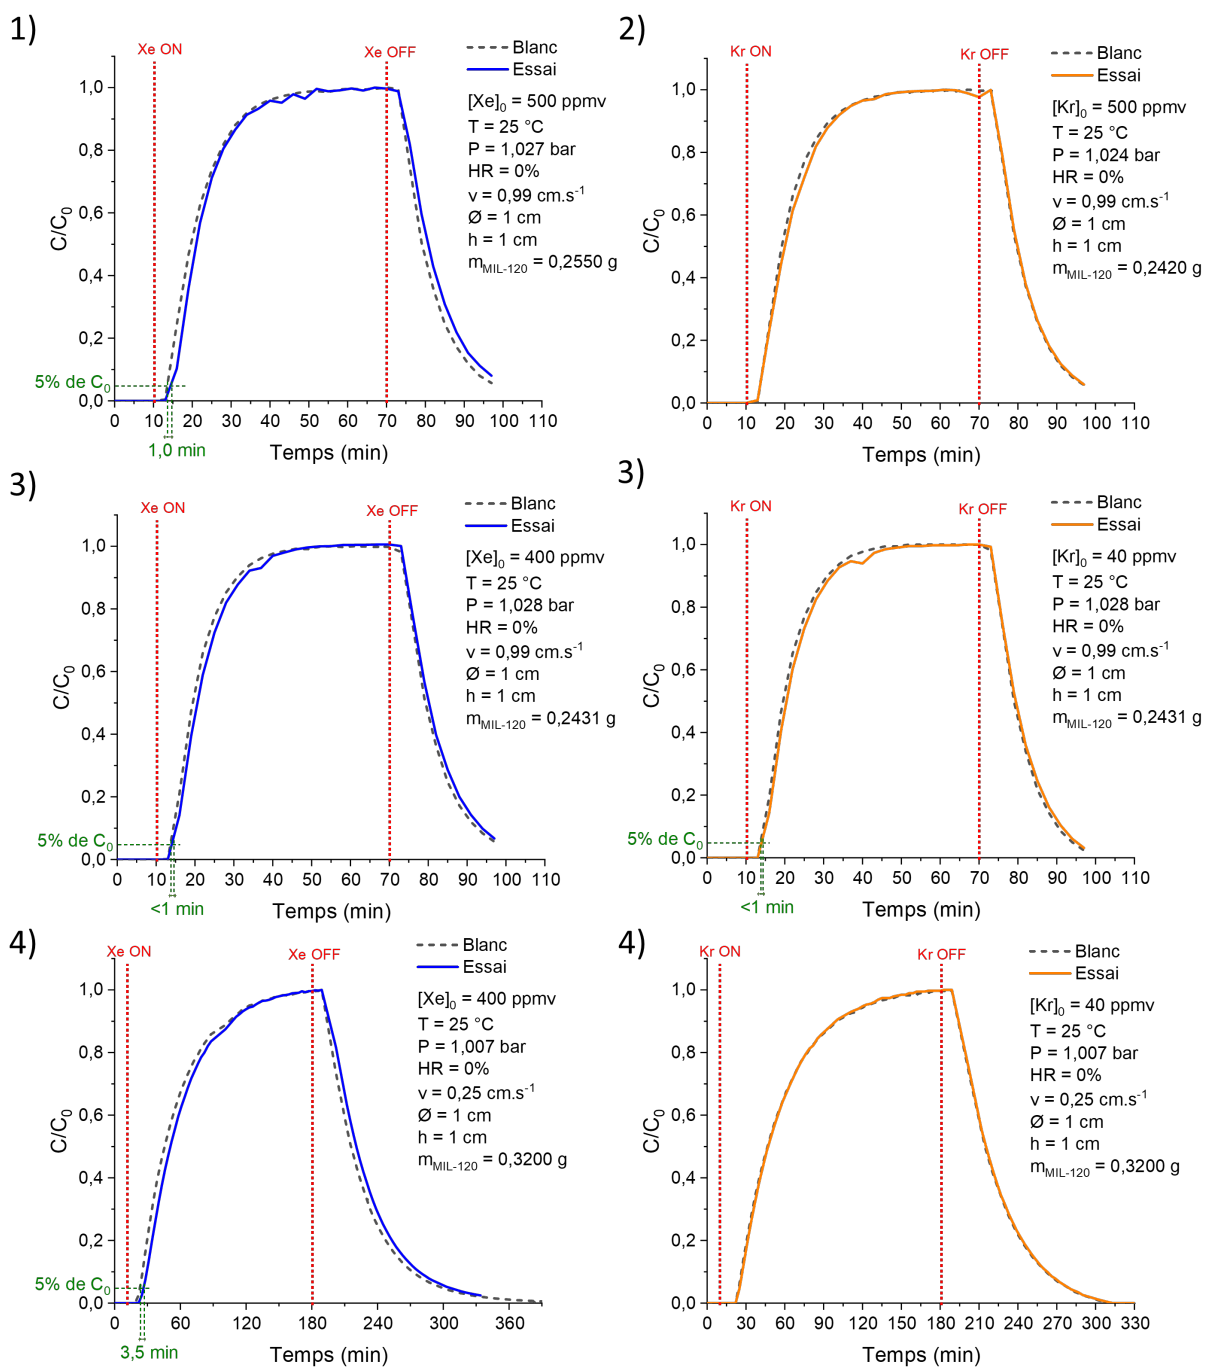 1)
Xe ON
Xe OFF
Blanc
Essai
[Xe]0 = 500 ppmv
T = 25 °C
P = 1,027 bar
HR = 0%
v = 0,99 cm.s-1
Ø = 1 cm
h = 1 cm
mMIL-120 = 0,2550 g
C/C0
1,0
0,8
0,6
0,4
0,2
0,0
5% de C0
0 10 20 30 40 50 60 70 80 90 100 110
1,0 min
Temps (min)
2)
Kr ON
Kr OFF
Blanc
Essai
[Kr]0 = 500 ppmv
T = 25 °C
P = 1,024 bar
HR = 0%
v = 0,99 cm.s-1
Ø = 1 cm
h = 1 cm
mMIL-120 = 0,2420 g
C/C0
1,0
0,8
0,6
0,4
0,2
0,0
0 10 20 30 40 50 60 70 80 90 100 110
Temps (min)
3)
Xe ON
Xe OFF
Blanc
Essai
[Xe]0 = 400 ppmv
T = 25 °C
P = 1,028 bar
HR = 0%
v = 0,99 cm.s-1
Ø = 1 cm
h = 1 cm
mMIL-120 = 0,2431 g
C/C0
1,0
0,8
0,6
0,4
0,2
0,0
5% de C0
0 10 20 30 40 50 60 70 80 90 100 110
<1 min
Temps (min)
3)
Kr ON
Kr OFF
Blanc
Essai
[Kr]0 = 40 ppmv
T = 25 °C
P = 1,028 bar
HR = 0%
v = 0,99 cm.s-1
Ø = 1 cm
h = 1 cm
mMIL-120 = 0,2431 g
C/C0
1,0
0,8
0,6
0,4
0,2
0,0
5% de C0
0 10 20 30 40 50 60 70 80 90 100 110
<1 min
Temps (min)
4)
Xe ON
Xe OFF
Blanc
Essai
[Xe]0 = 400 ppmv
T = 25 °C
P = 1,007 bar
HR = 0%
v = 0,25 cm.s-1
Ø = 1 cm
h = 1 cm
mMIL-120 = 0,3200 g
C/C0
1,0
0,8
0,6
0,4
0,2
0,0
5% de C0
0 60 120 180 240 300 360
3,5 min
Temps (min)
4)
Kr ON
Kr OFF
Blanc
Essai
[Kr]0 = 40 ppmv
T = 25 °C
P = 1,007 bar
HR = 0%
v = 0,25 cm.s-1
Ø = 1 cm
h = 1 cm
mMIL-120 = 0,3200 g
C/C0
1,0
0,8
0,6
0,4
0,2
0,0
0 30 60 90 120 150 180 210 240 270 300 330
Temps (min)